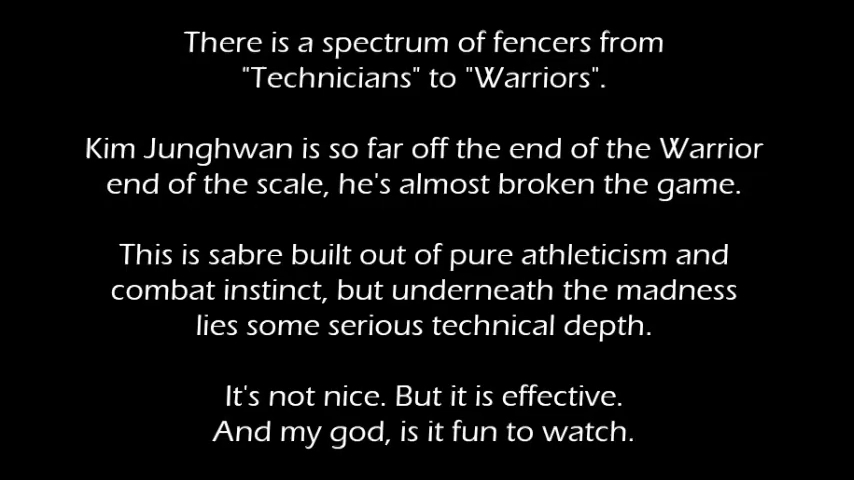 There is a spectrum of fencers from
"Technicians" to "Warriors".
Kim Junghwan is so far off the end of the Warrior
end of the scale, he's almost broken the game.
This is sabre built out of pure athleticism and
combat instinct, but underneath the madness
lies some serious technical depth.
It's not nice. But it is effective.
And my god, is it fun to watch.